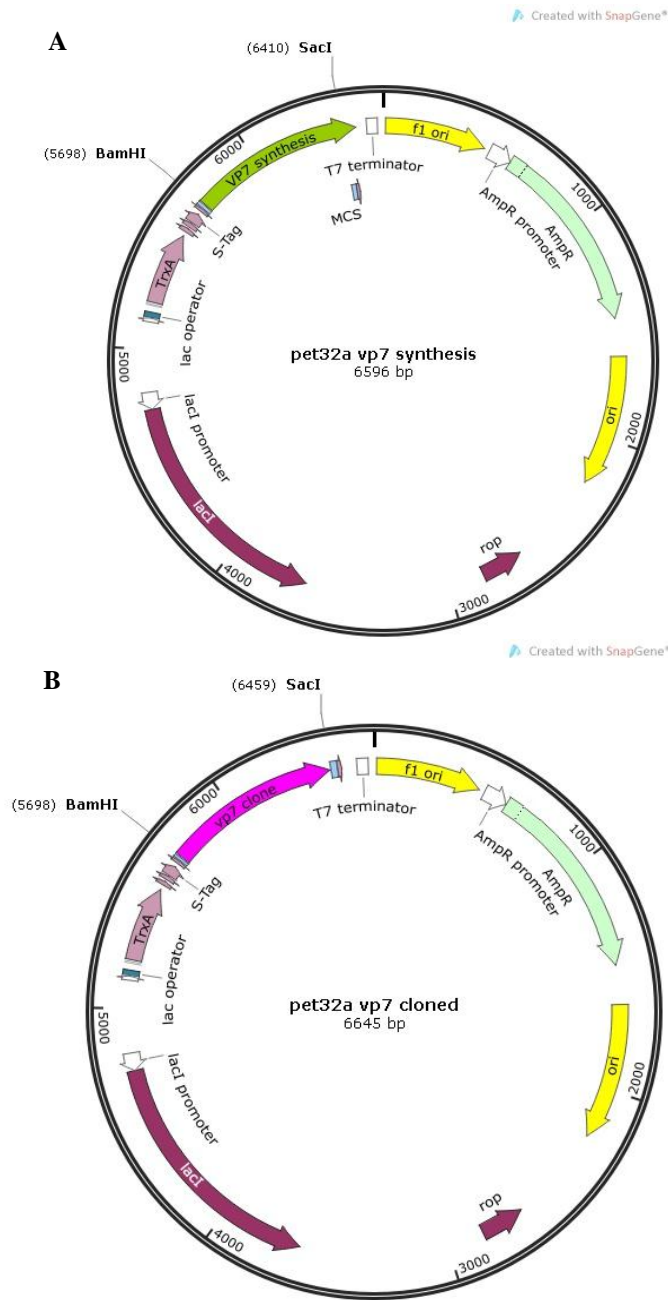 Created with SnapGene®
A
(6410) SacI
(5698) BamHI
6000
VP7 synthesis
f1 ori
T7 terminator
MCS
AmpR promoter
AmpR
1000
S-Tag
TrxA
lac operator
5000
pet32a vp7 synthesis
6596 bp
lacI promoter
ori
2000
lacI
rop
4000
3000
Created with SnapGene®
B
(6459) SacI
(5698) BamHI
6000
vp7 clone
f1 ori
T7 terminator
AmpR promoter
AmpR
1000
S-Tag
TrxA
lac operator
5000
pet32a vp7 cloned
6645 bp
lacI promoter
ori
2000
lacI
rop
4000
3000